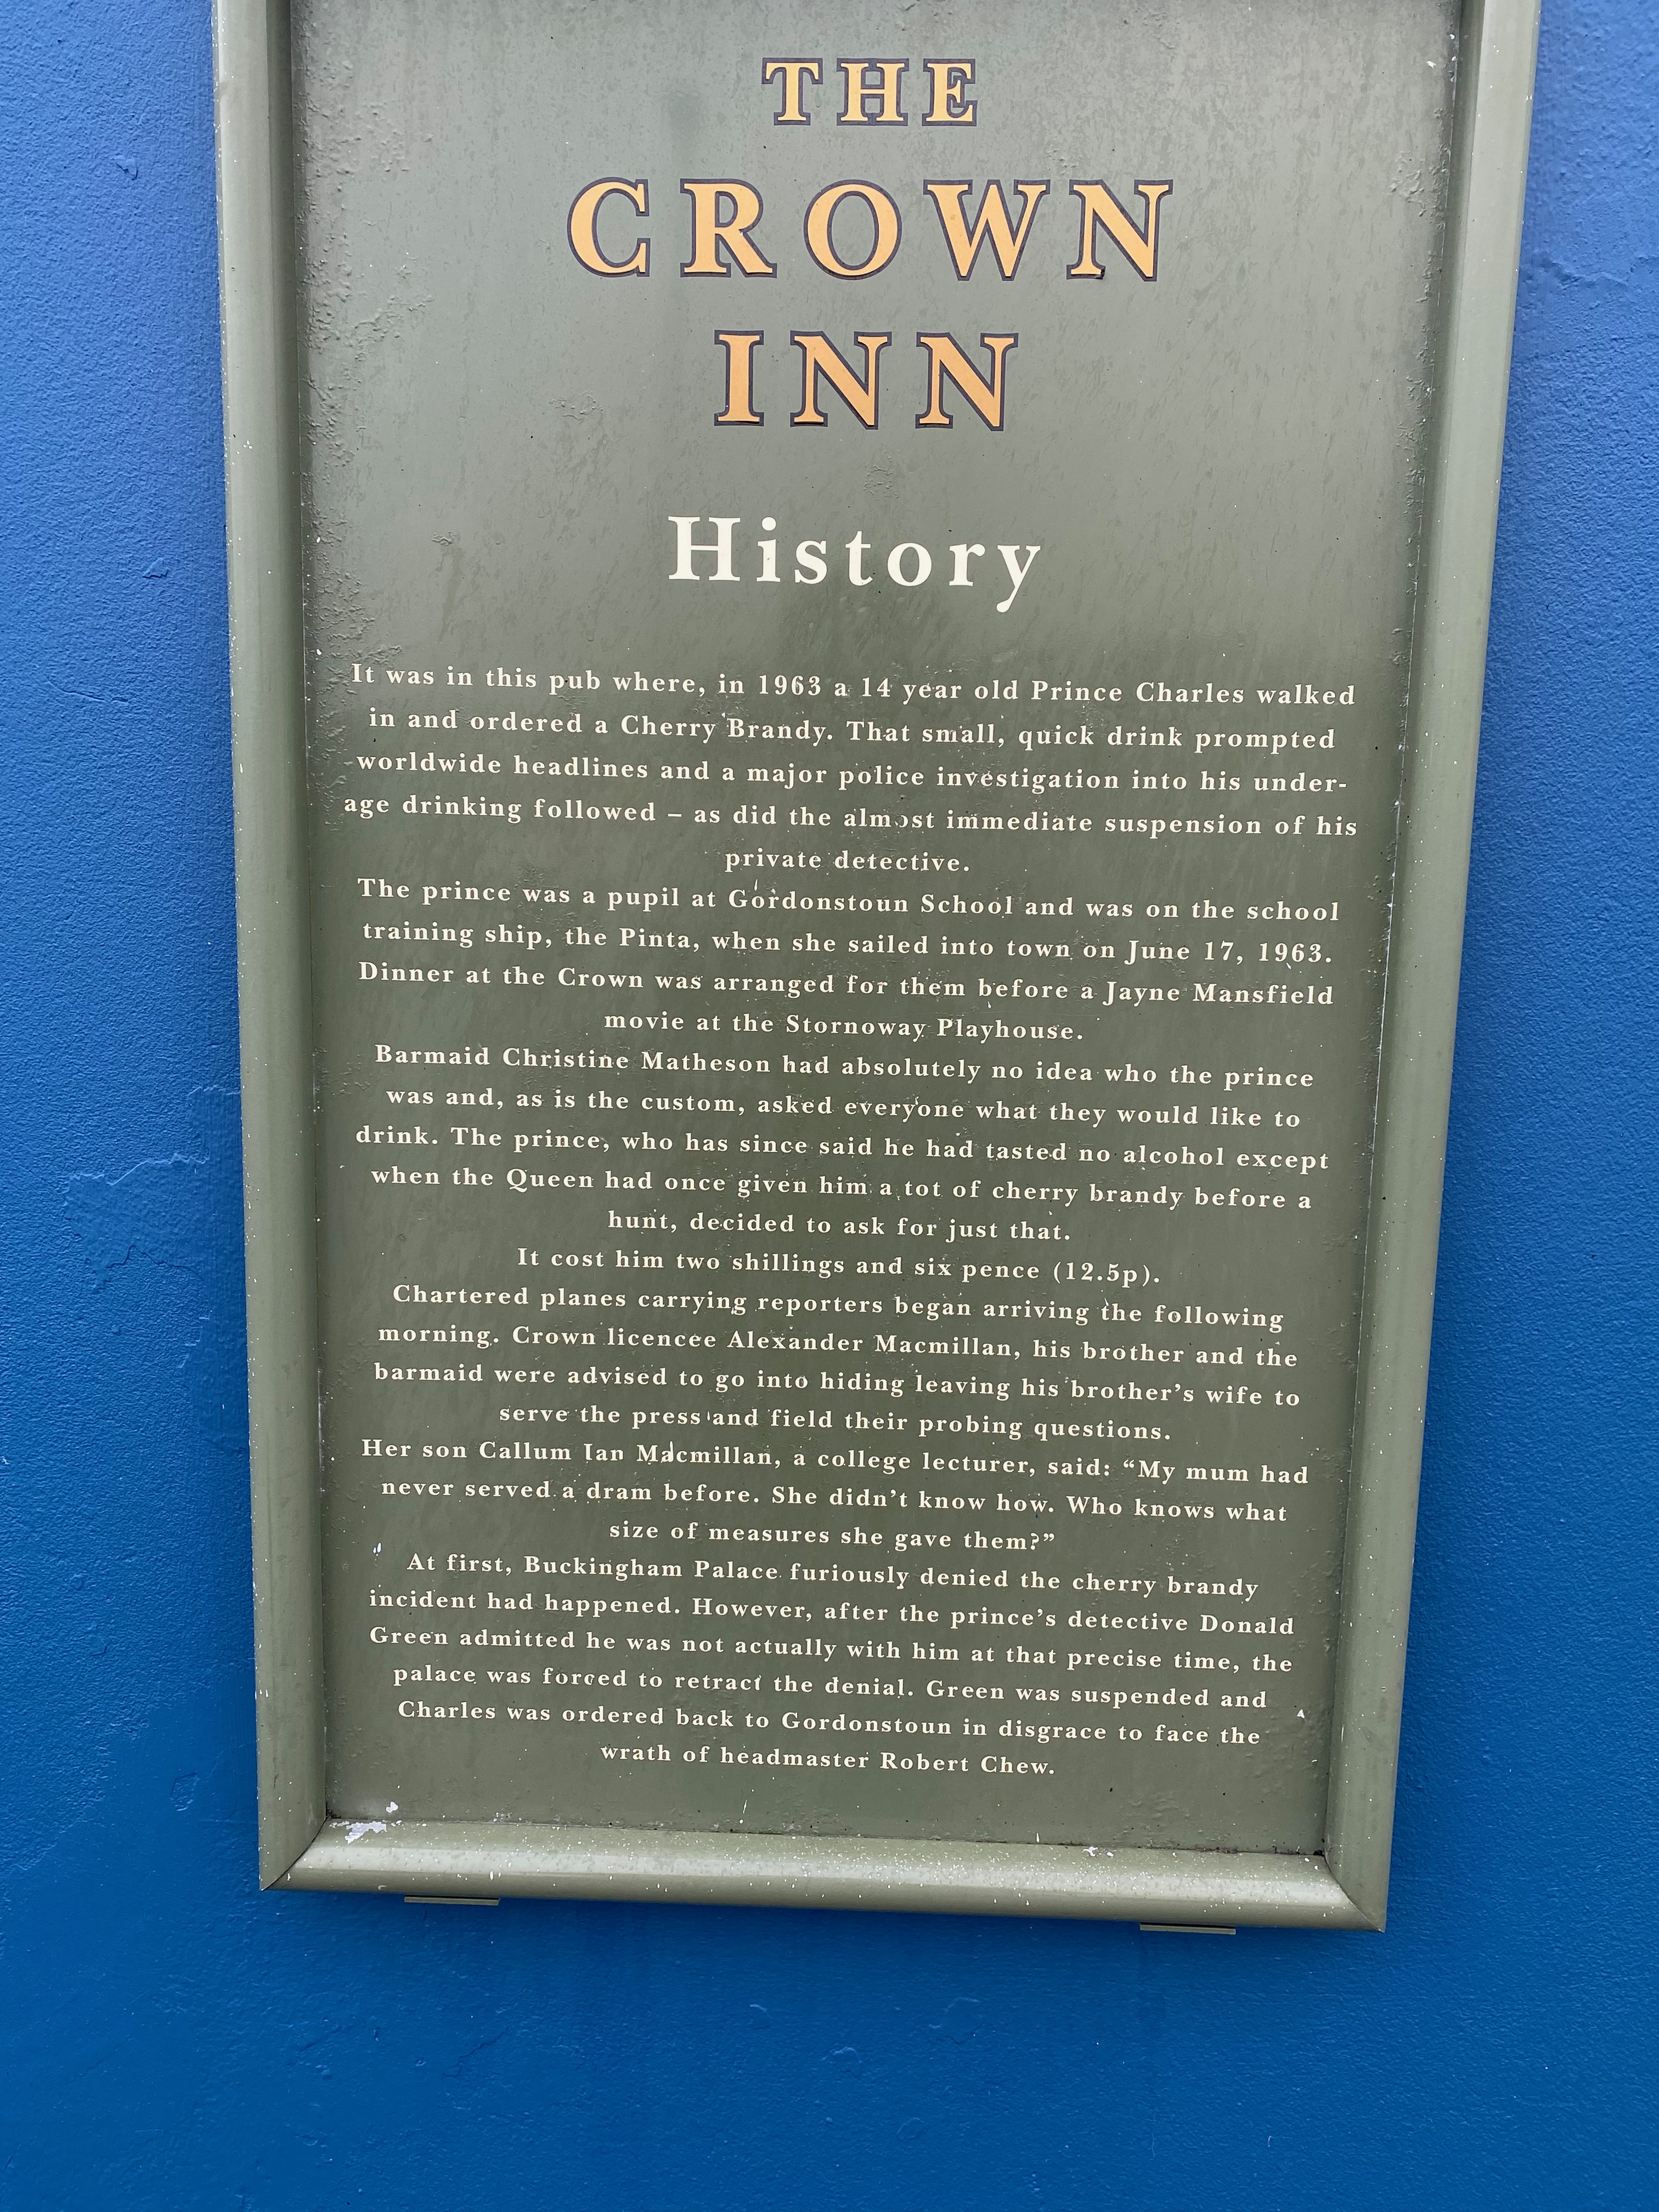 THE
CROWN
INN
History
It was in this pub where, in 1963 a 14 year old Prince Charles walked
in and ordered a Cherry Brandy. That small, quick drink prompted
worldwide headlines and a major police investigation into his under-
age drinking followed – as did the almost immediate suspension of his
private detective.
The prince was a pupil at Gordonstoun School and was on the school
training ship, the Pinta, when she sailed into town on June 17, 1963.
Dinner at the Crown was arranged for them before a Jayne Mansfield
movie at the Stornoway Playhouse.
Barmaid Christine Matheson had absolutely no idea who the prince
was and, as is the custom, asked everyone what they would like to
drink. The prince, who has since said he had tasted no alcohol except
when the Queen had once given him a tot of cherry brandy before a
hunt, decided to ask for just that.
It cost him two shillings and six pence (12.5p).
Chartered planes carrying reporters began arriving the following
morning. Crown licencee Alexander Macmillan, his brother and the
barmaid were advised to go into hiding leaving his brother's wife to
serve the press and field their probing questions.
Her son Callum Ian Macmillan, a college lecturer, said: “My mum had
never served a dram before. She didn't know how. Who knows what
size of measures she gave them?”
At first, Buckingham Palace furiously denied the cherry brandy
incident had happened. However, after the prince's detective Donald
Green admitted he was not actually with him at that precise time, the
palace was forced to retract the denial. Green was suspended and
Charles was ordered back to Gordonstoun in disgrace to face the
wrath of headmaster Robert Chew.